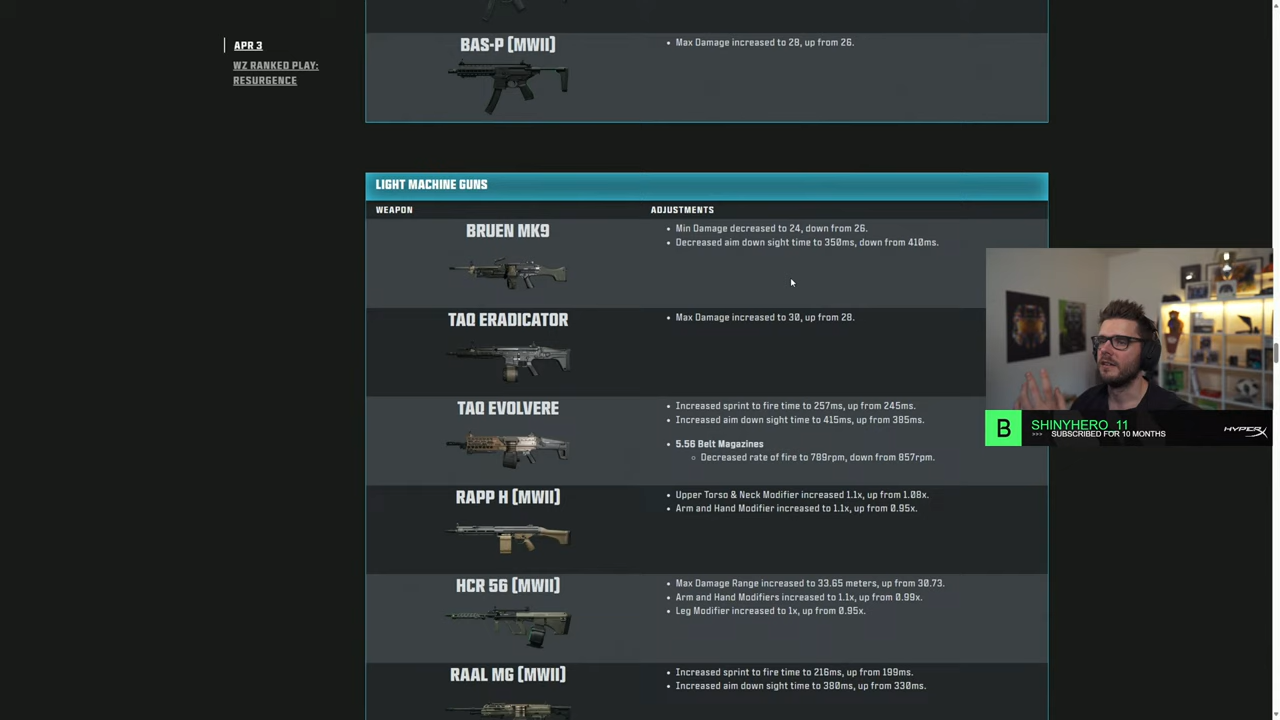 APR 3
WZ RANKED PLAY:
RESURGENCE
BAS-P (MWII)
• Max Damage increased to 28, up from 26.
LIGHT MACHINE GUNS
WEAPON
ADJUSTMENTS
BRUEN MK9
• Min Damage decreased to 24, down from 26.
• Decreased aim down sight time to 350ms, down from 410ms.
TAQ ERADICATOR
• Max Damage increased to 30, up from 28.
TAQ EVOLVERE
• Increased sprint to fire time to 257ms, up from 245ms.
• Increased aim down sight time to 415ms, up from 385ms.
• 5.56 Belt Magazines
○ Decreased rate of fire to 789rpm, down from 857rpm.
RAPP H (MWII)
• Upper Torso & Neck Modifier increased 1.1x, up from 1.08x.
• Arm and Hand Modifier increased to 1.1x, up from 0.95x.
HCR 56 (MWII)
• Max Damage Range increased to 33.65 meters, up from 30.73.
• Arm and Hand Modifiers increased to 1.1x, up from 0.99x.
• Leg Modifier increased to 1x, up from 0.95x.
RAAL MG (MWII)
• Increased sprint to fire time to 216ms, up from 199ms.
• Increased aim down sight time to 380ms, up from 330ms.
B
>>>
SHINYHERO_11
SUBSCRIBED FOR 10 MONTHS
HYPERX